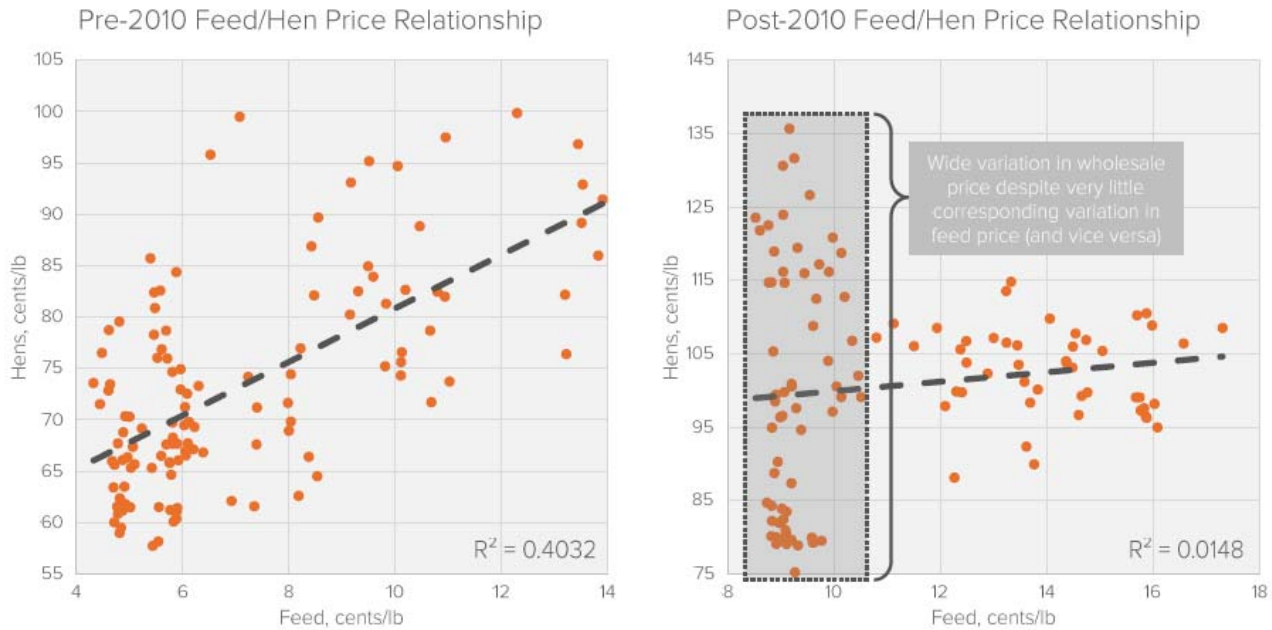 Pre-2010 Feed/Hen Price Relationship
105
100
95
90
85
80
75
70
65
60
55
Hens, cents/lb
4
6
8
10
12
14
Feed, cents/lb
R² = 0.4032
Post-2010 Feed/Hen Price Relationship
145
135
125
115
105
95
85
75
Hens, cents/lb
8
10
12
14
16
18
Feed, cents/lb
Wide variation in wholesale
price despite very little
corresponding variation in
feed price (and vice versa)
R² = 0.0148